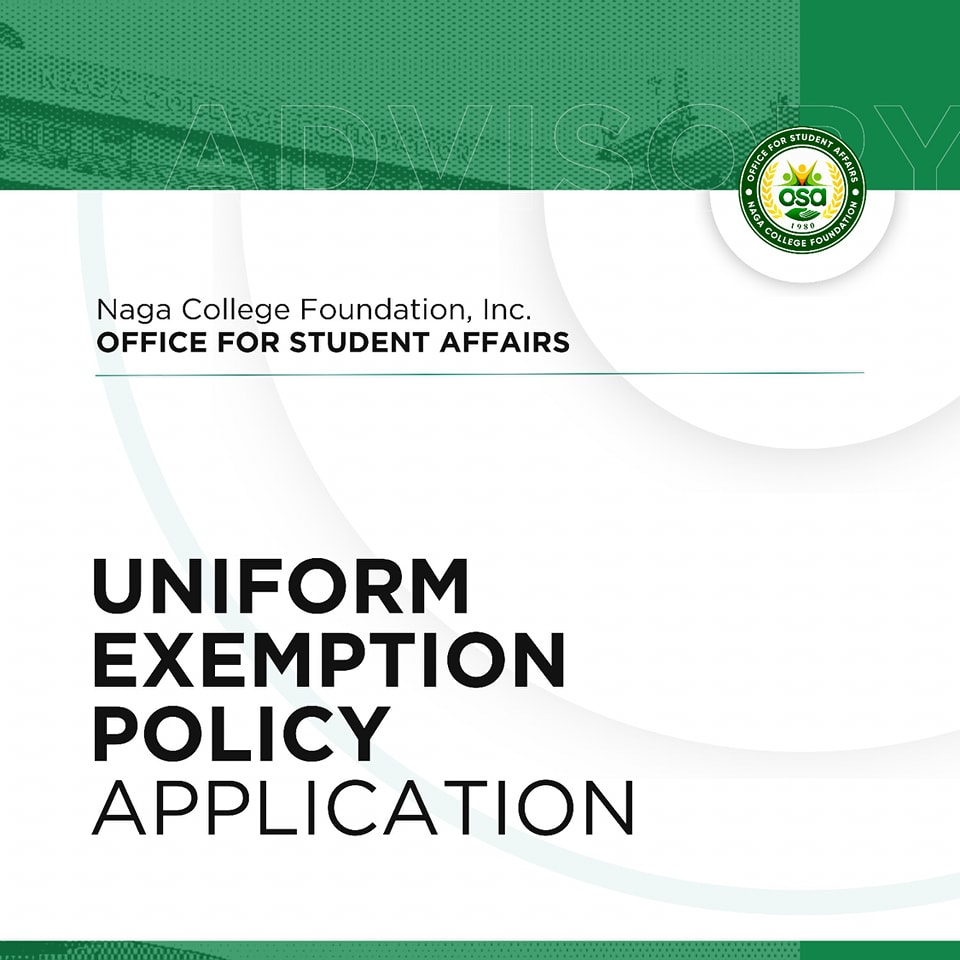 ADVISORY
OFFICE FOR STUDENT AFFAIRS
osa
1980
NAGA COLLEGE FOUNDATION
Naga College Foundation, Inc.
OFFICE FOR STUDENT AFFAIRS
UNIFORM
EXEMPTION
POLICY
APPLICATION